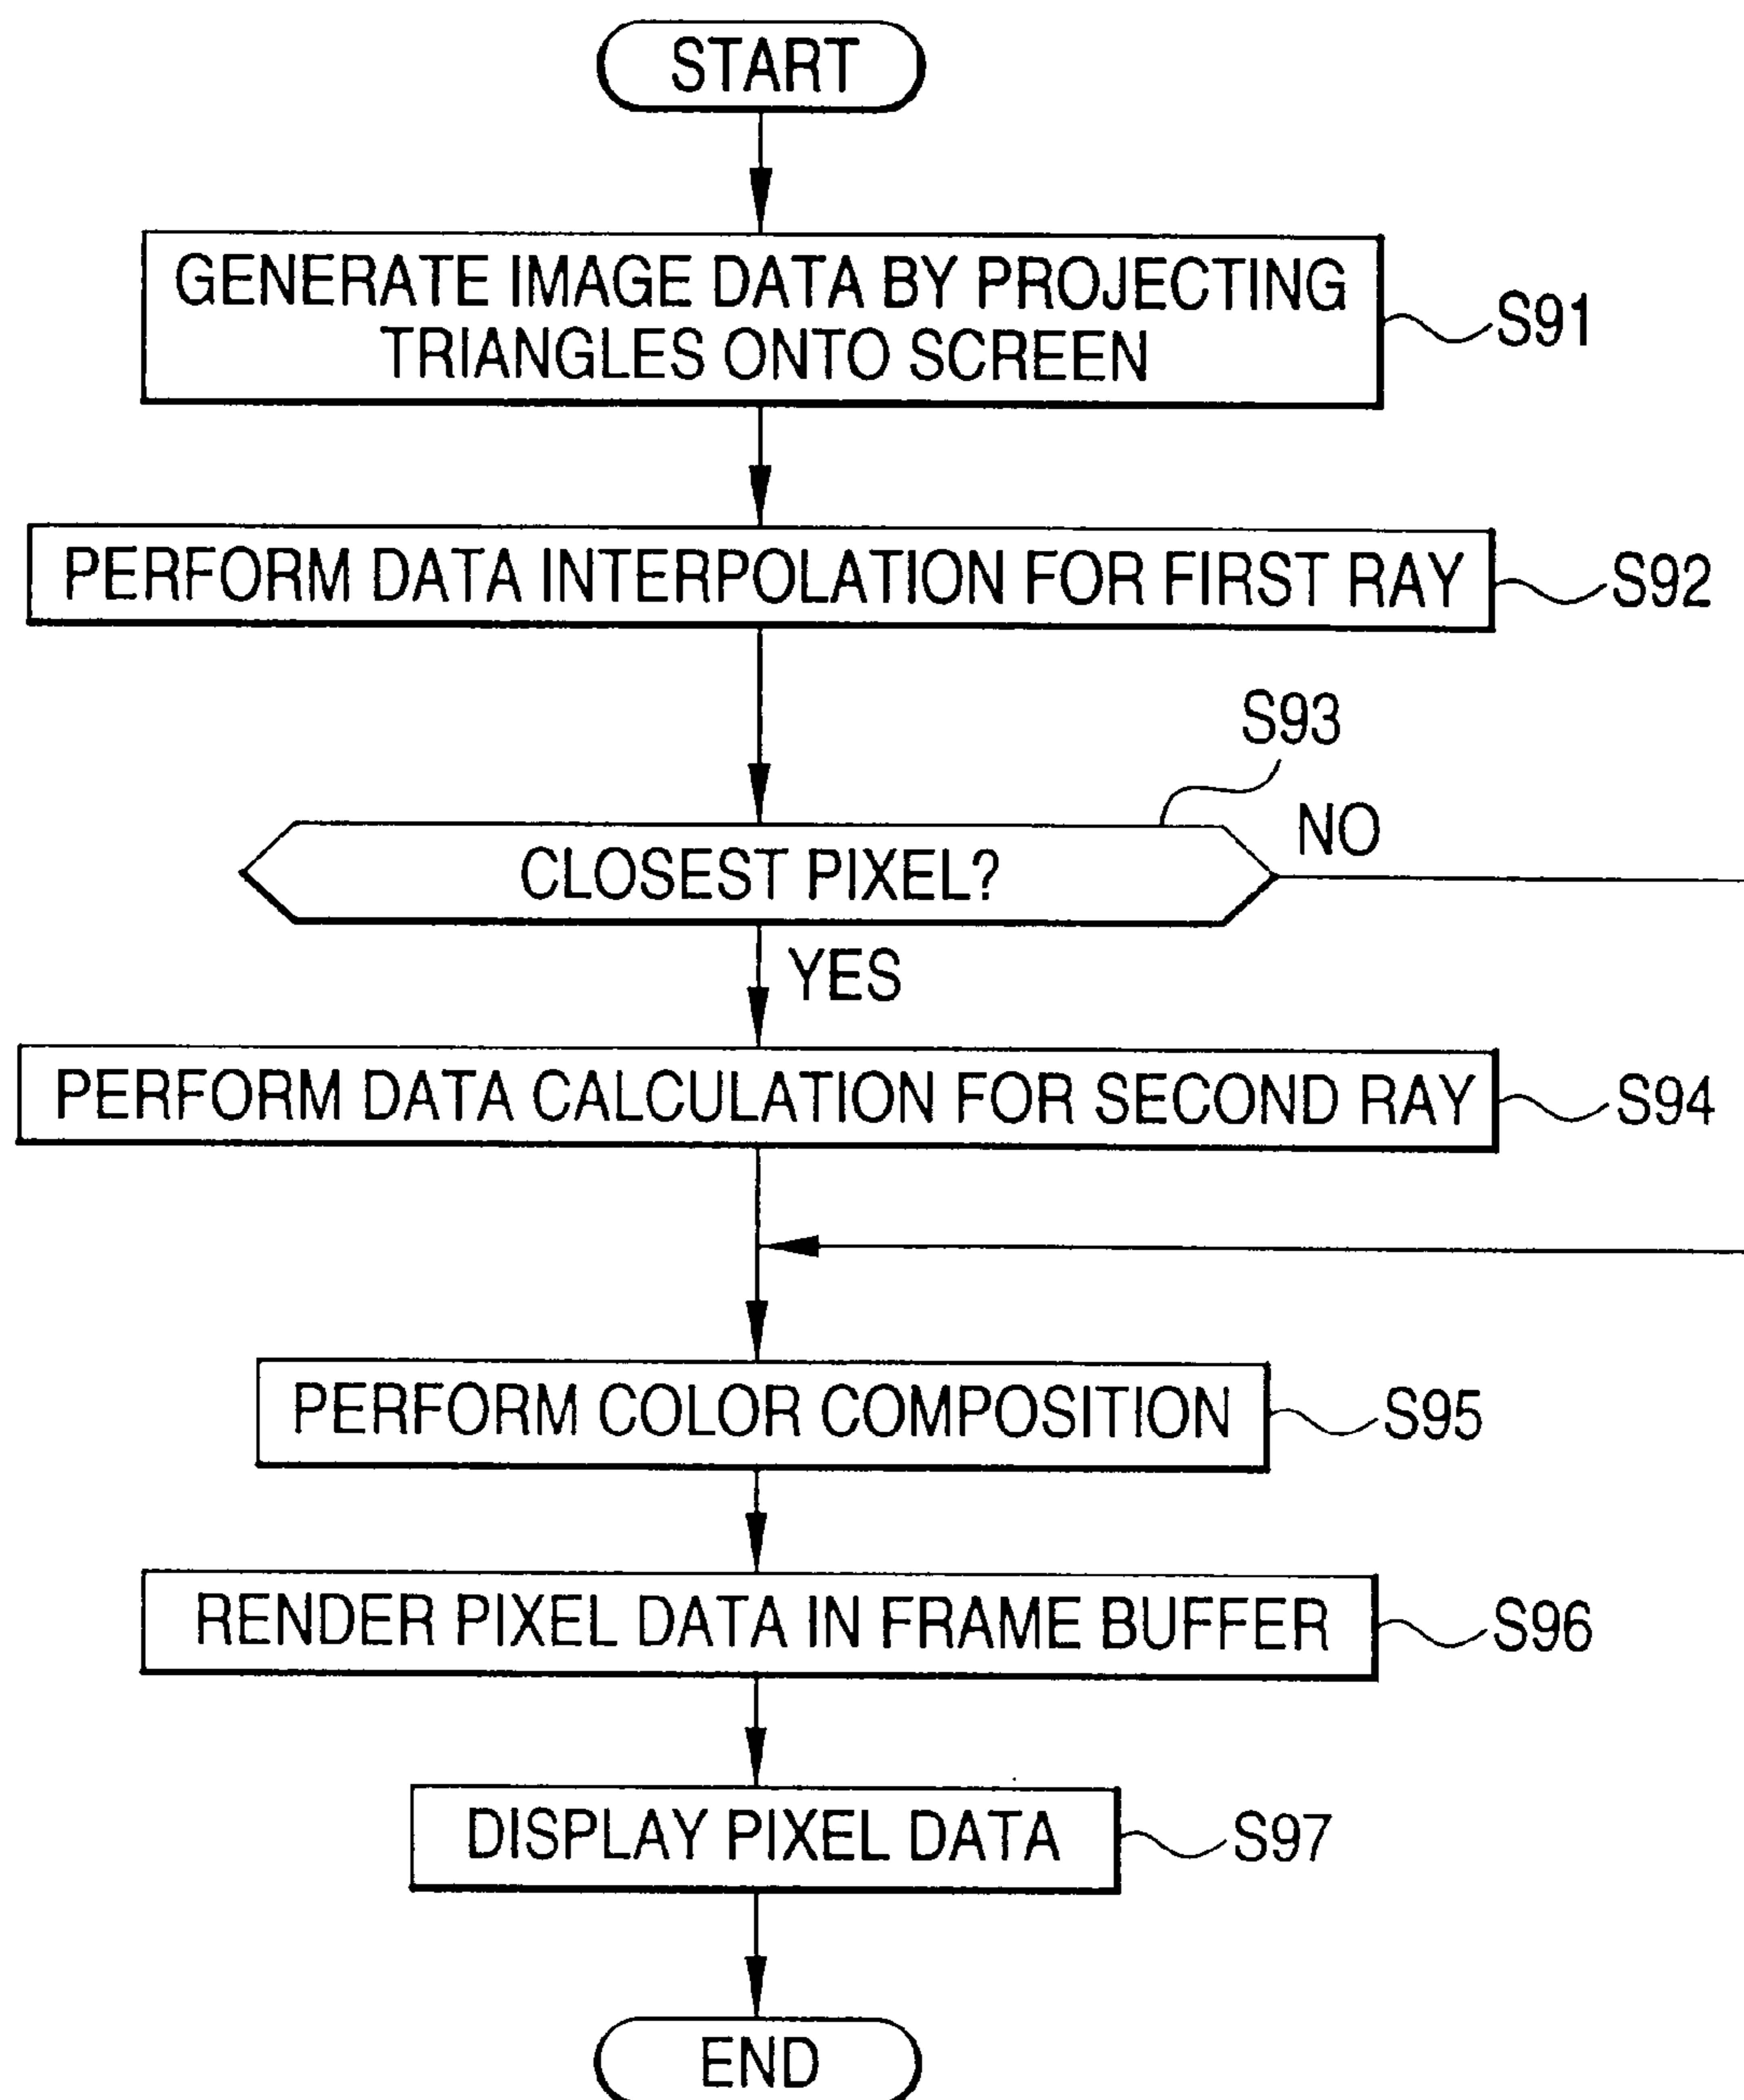 START
GENERATE IMAGE DATA BY PROJECTING
TRIANGLES ONTO SCREEN
S91
PERFORM DATA INTERPOLATION FOR FIRST RAY
S92
S93
CLOSEST PIXEL?
NO
YES
PERFORM DATA CALCULATION FOR SECOND RAY
S94
PERFORM COLOR COMPOSITION
S95
RENDER PIXEL DATA IN FRAME BUFFER
S96
DISPLAY PIXEL DATA
S97
END